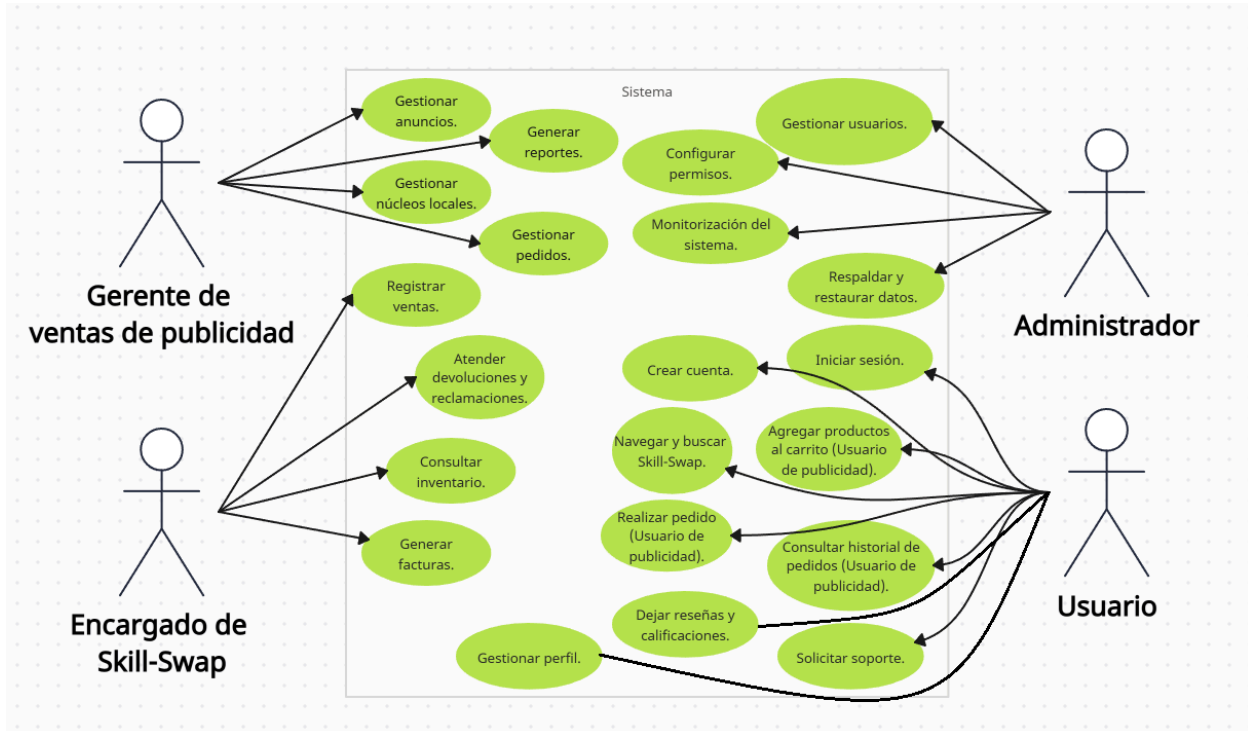 Sistema
Gestionar
anuncios.
Generar
reportes.
Gestionar
núcleos locales.
Gestionar
pedidos.
Gerente de
ventas de publicidad
Gestionar usuarios.
Configurar
permisos.
Monitorización del
sistema.
Respaldar y
restaurar datos.
Administrador
Registrar
ventas.
Atender
devoluciones y
reclamaciones.
Consultar
inventario.
Generar
facturas.
Encargado de
Skill-Swap
Iniciar sesión.
Crear cuenta.
Navegar y buscar
Skill-Swap.
Agregar productos
al carrito (Usuario
de publicidad).
Realizar pedido
(Usuario de
publicidad).
Consultar historial de
pedidos (Usuario de
publicidad).
Dejar reseñas y
calificaciones.
Gestionar perfil.
Solicitar soporte.
Usuario